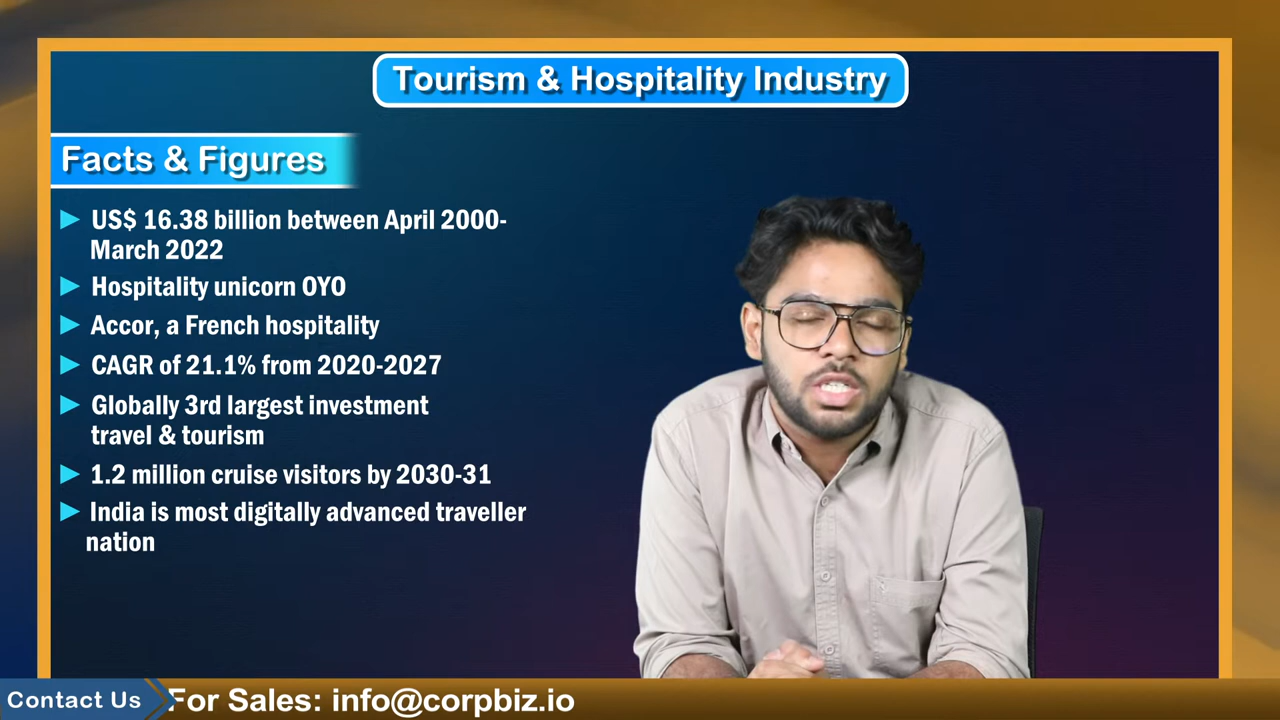 Tourism & Hospitality Industry
Facts & Figures
US$ 16.38 billion between April 2000-
March 2022
Hospitality unicorn OYO
Accor, a French hospitality
CAGR of 21.1% from 2020-2027
Globally 3rd largest investment
travel & tourism
1.2 million cruise visitors by 2030-31
India is most digitally advanced traveller
nation
Contact Us For Sales: info@corpbiz.io